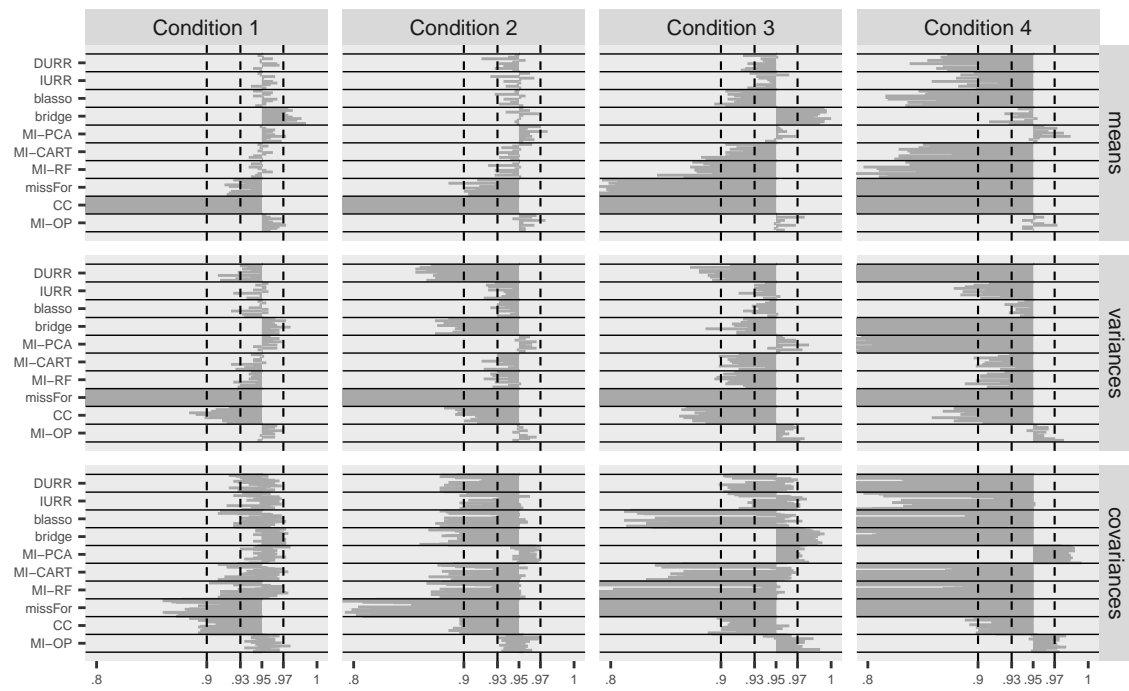 Condition 1 Condition 2 Condition 3 Condition 4
DURR
IURR
blasso
bridge
MI−PCA
MI−CART
MI−RF
missFor
CC
MI−OP
means
DURR
IURR
blasso
bridge
MI−PCA
MI−CART
MI−RF
missFor
CC
MI−OP
variances
DURR
IURR
blasso
bridge
MI−PCA
MI−CART
MI−RF
missFor
CC
MI−OP
covariances
.8 .9 .93 .95 .97 1 .8 .9 .93 .95 .97 1 .8 .9 .93 .95 .97 1 .8 .9 .93 .95 .97 1